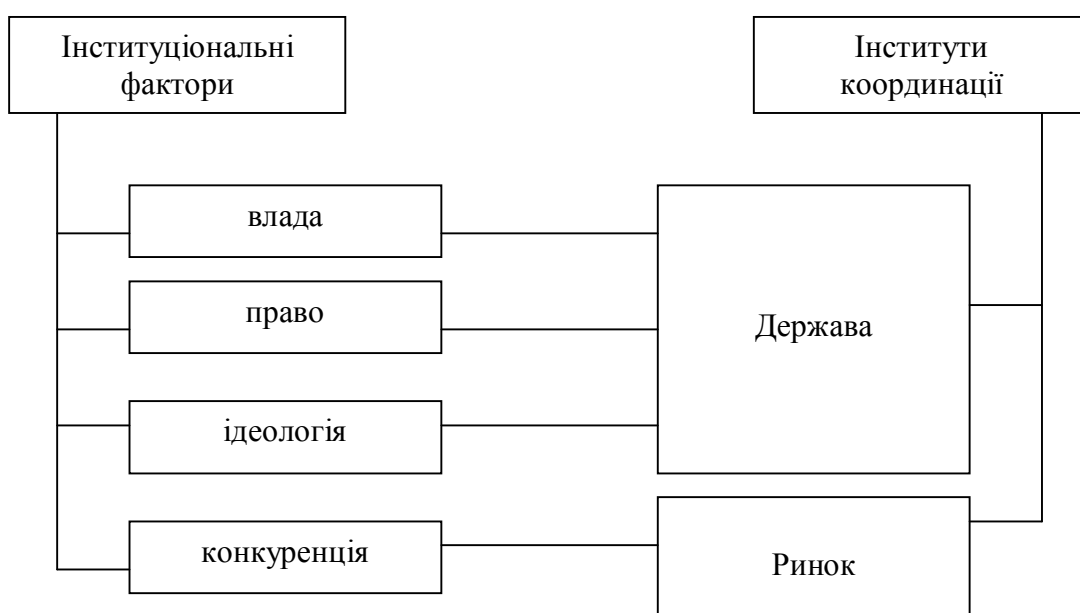 Інституціональні
фактори
Інститути
координації
влада
право
ідеологія
конкуренція
Держава
Ринок